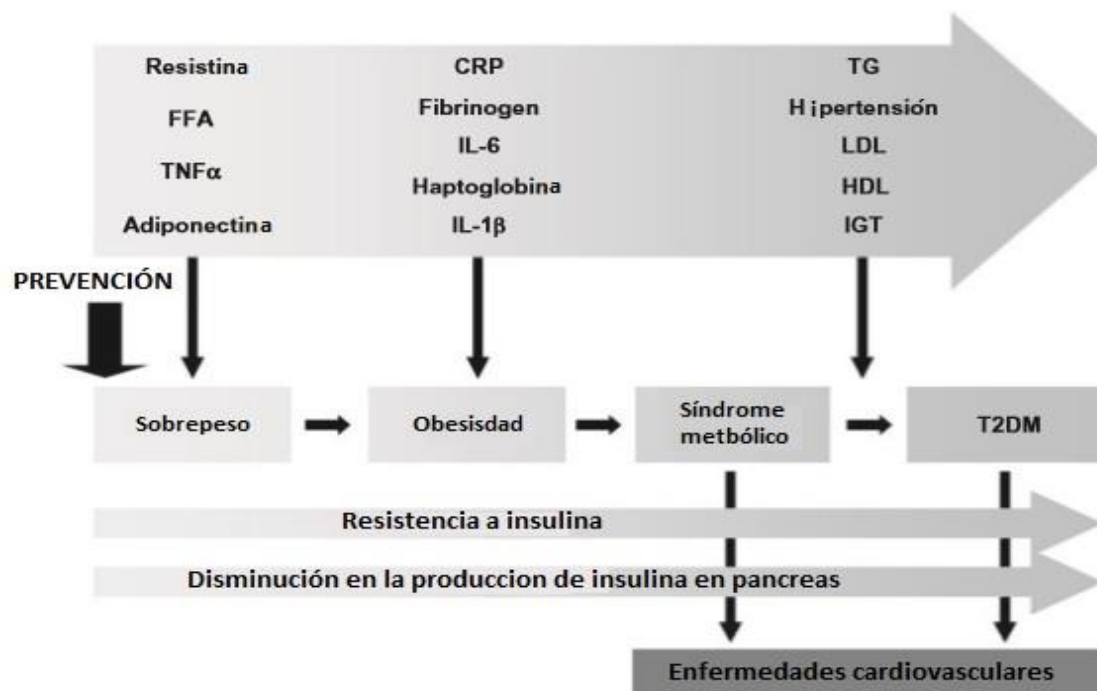 Resistina
FFA
TNFα
Adiponectina
CRP
Fibrinogen
IL-6
Haptoglobina
IL-1β
TG
H¡pertensión
LDL
HDL
IGT
PREVENCIÓN
Sobrepeso
Obesisdad
Síndrome
metbólico
T2DM
Resistencia a insulina
Disminución en la produccion de insulina en pancreas
Enfermedades cardiovasculares